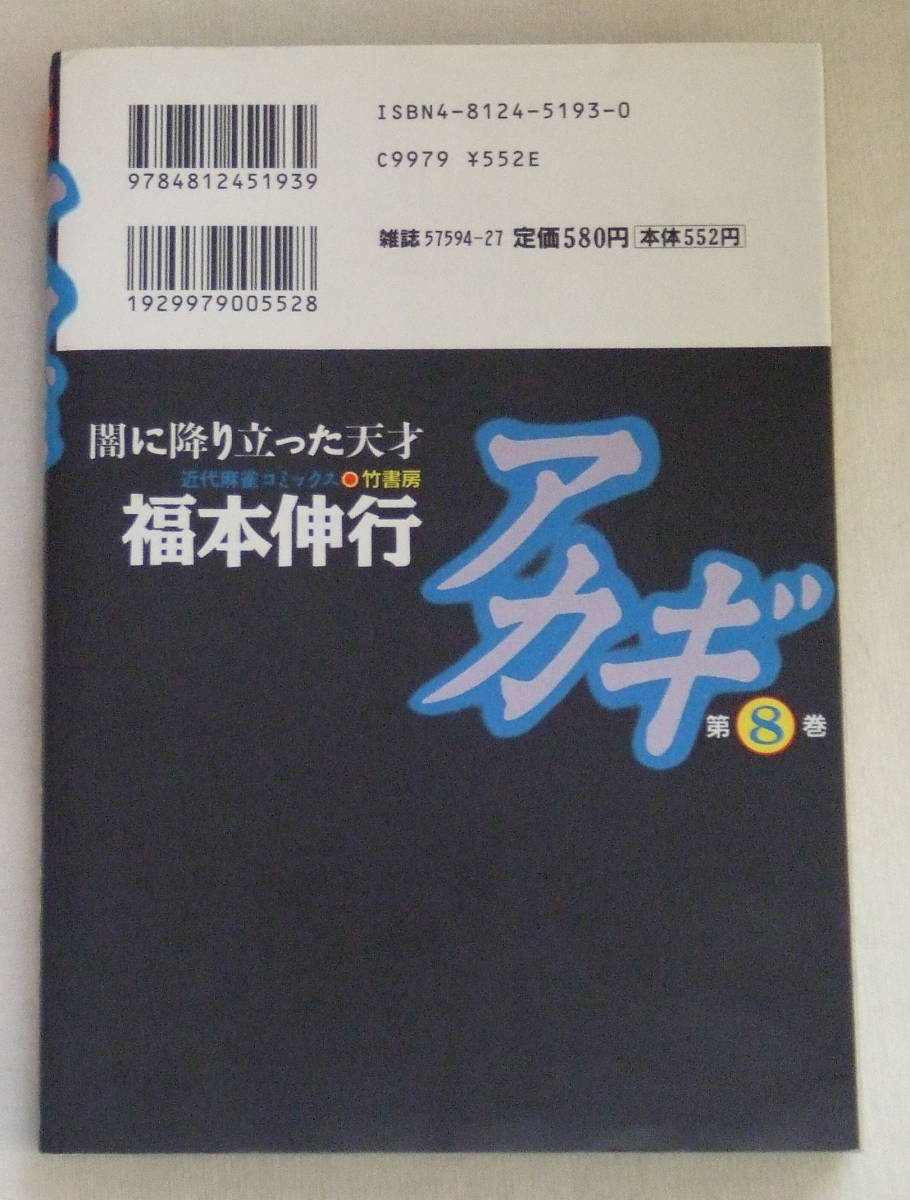 ISBN4-8124-5193-0
C9979 ¥552E
9784812451939
雑誌 57594-27 定価580円 本体552円
1929979005528
闇に降り立った天才
近代麻雀コミックス 竹書房
福本伸行
アカギ
第8巻